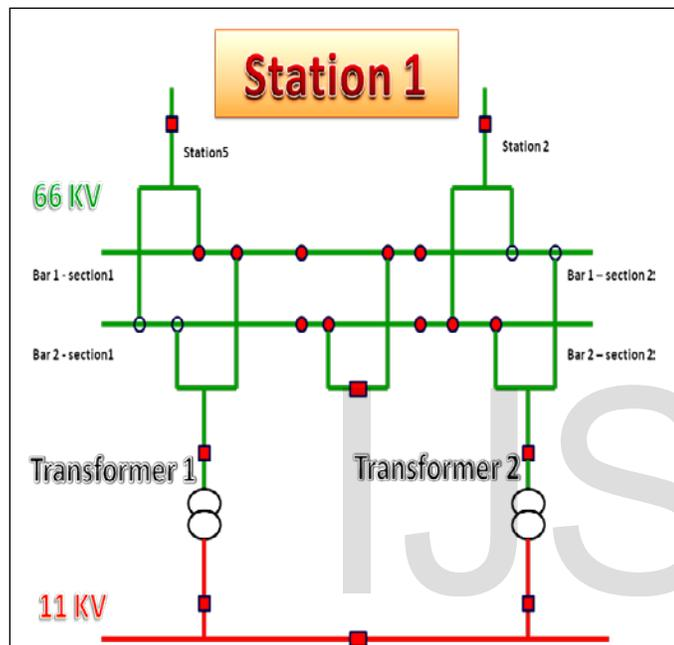 Station 1
Station5
Station 2
66 KV
Bar 1 - section1
Bar 1 – section 2:
Bar 2 - section1
Bar 2 – section 2:
Transformer 1
Transformer 2
IJS
11 KV